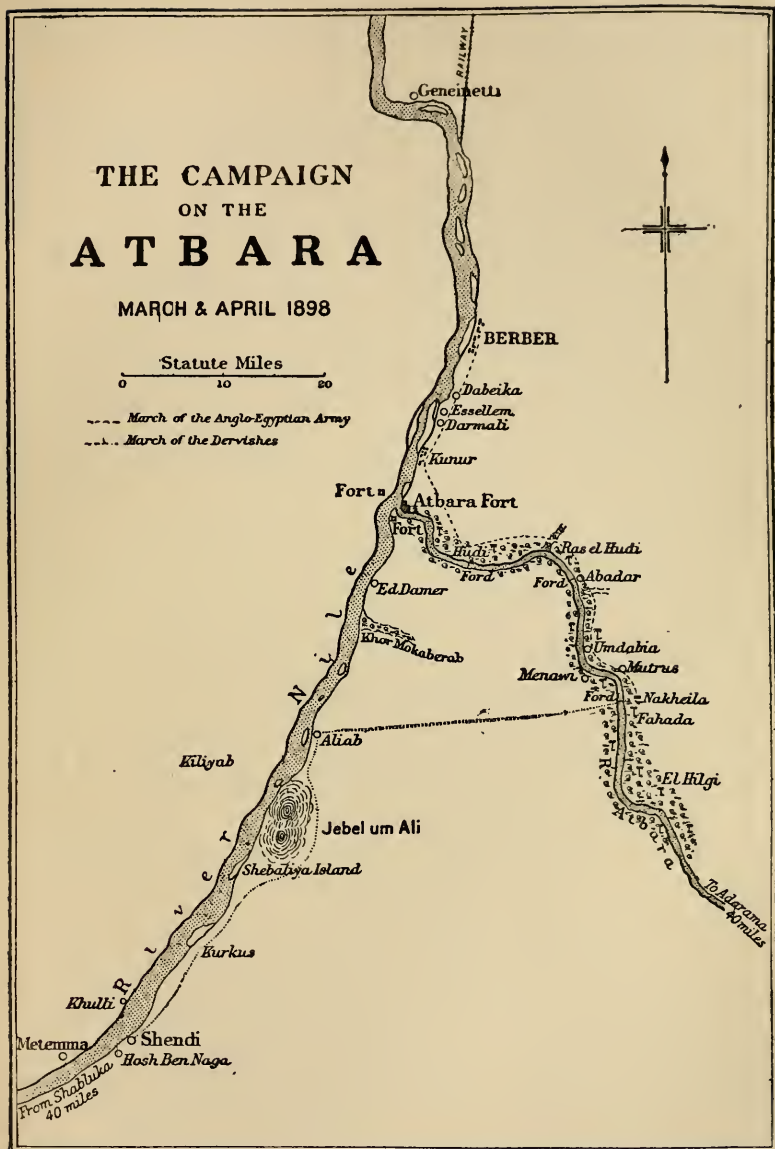 RAILWAY
Geneinetti
THE CAMPAIGN
ON THE
ATBARA
MARCH & APRIL 1898
Statute Miles
0 10 20
March of the Anglo-Egyptian Army
March of the Dervishes
BERBER
Dabeika
Essellem
Darmali
Kunur
Fort
Atbara Fort
Fort
Hudi
Ras el Hudi
Ford
Ford
Abadar
Ed Damer
Khor Mokaberab
Umdabia
Menawi
Mutrus
Ford
Nakheila
Fahada
Aliab
Kiliyab
El Hilgi
R. Atbara
Jebel um Ali
Shebaliya Island
To Adarama
40 miles
River Nile
Kurkus
Khulli
Metemma
Shendi
Hosh Ben Naga
From Shabluka
40 miles